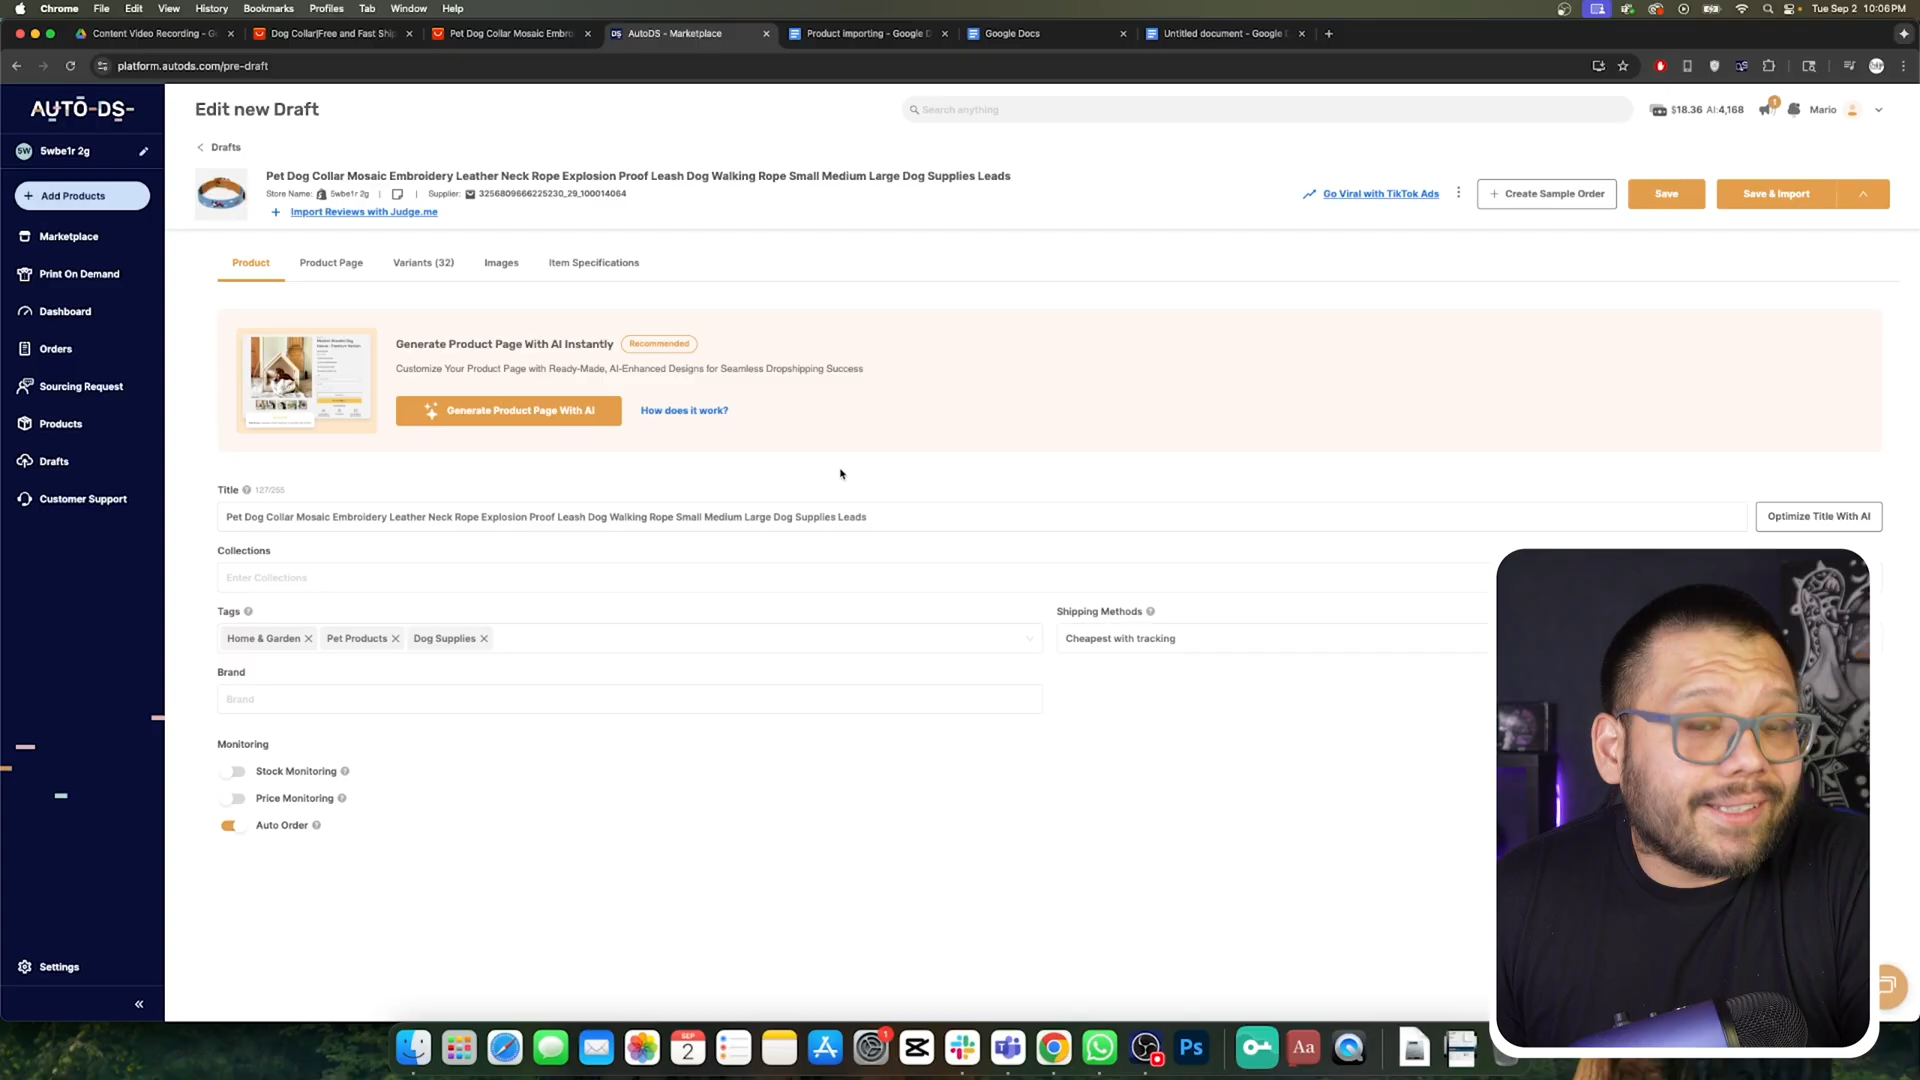 Chrome File Edit View History Bookmarks Profiles Tab Window Help
Tue Sep 2 10:06 PM
Content Video Recording - G
Dog Collar|Free and Fast Ship
Pet Dog Collar Mosaic Embro
AutoDS - Marketplace
Product importing - Google D
Google Docs
Untitled document - Google D
platform.autods.com/pre-draft
AUTO-DS-
Edit new Draft
Search anything
$18.36 AI:4,168
1
Mario
SW 5wbe1r 2g
Drafts
Add Products
Pet Dog Collar Mosaic Embroidery Leather Neck Rope Explosion Proof Leash Dog Walking Rope Small Medium Large Dog Supplies Leads
Store Name: 5wbe1r 2g | | Supplier: 3256809666225230_29_100014064
+ Import Reviews with Judge.me
Go Viral with TikTok Ads
+ Create Sample Order
Save
Save & Import
Marketplace
Print On Demand
Dashboard
Orders
Sourcing Request
Products
Drafts
Customer Support
Settings
Product
Product Page
Variants (32)
Images
Item Specifications
Generate Product Page With AI Instantly
Recommended
Customize Your Product Page with Ready-Made, AI-Enhanced Designs for Seamless Dropshipping Success
Generate Product Page With AI
How does it work?
Title 127/255
Pet Dog Collar Mosaic Embroidery Leather Neck Rope Explosion Proof Leash Dog Walking Rope Small Medium Large Dog Supplies Leads
Optimize Title With AI
Collections
Enter Collections
Tags
Home & Garden
Pet Products
Dog Supplies
Shipping Methods
Cheapest with tracking
Brand
Brand
Monitoring
Stock Monitoring
Price Monitoring
Auto Order
SEP
2
1
Ps
Aa